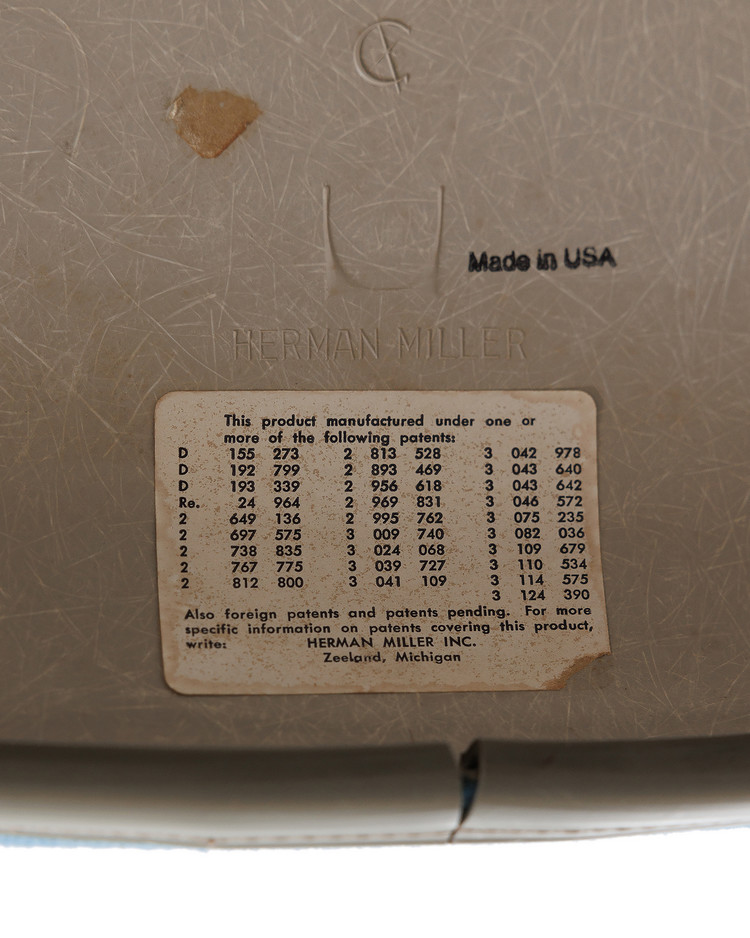 Made in USA
HERMAN MILLER
This product manufactured under one or
more of the following patents:
D 155 273 2 813 528 3 042 978
D 192 799 2 893 469 3 043 640
D 193 339 2 956 618 3 043 642
Re. 24 964 2 969 831 3 046 572
2 649 136 2 995 762 3 075 235
2 697 575 3 009 740 3 082 036
2 738 835 3 024 068 3 109 679
2 767 775 3 039 727 3 110 534
2 812 800 3 041 109 3 114 575
3 124 390
Also foreign patents and patents pending. For more
specific information on patents covering this product,
write: HERMAN MILLER INC.
Zeeland, Michigan